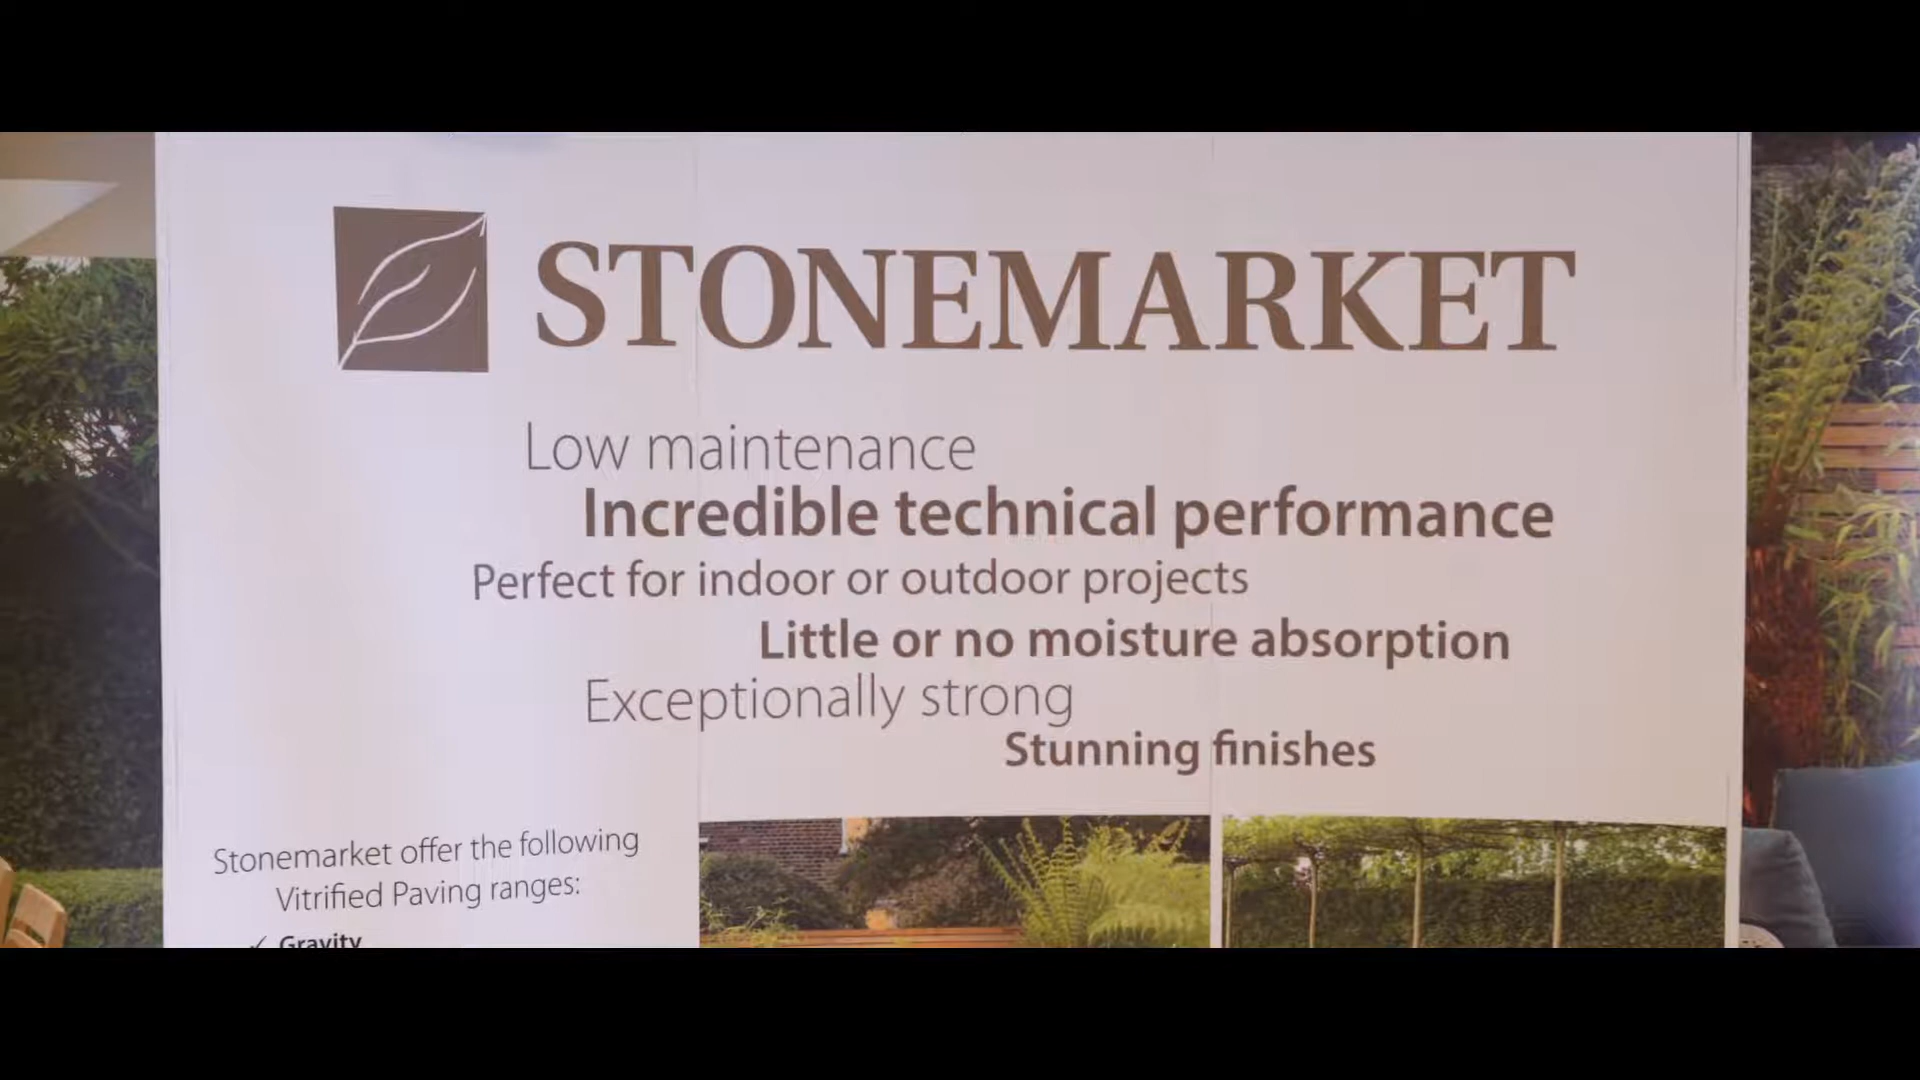 STONEMARKET
Low maintenance
Incredible technical performance
Perfect for indoor or outdoor projects
Little or no moisture absorption
Exceptionally strong
Stunning finishes
Stonemarket offer the following
Vitrified Paving ranges:
✓ Gravity